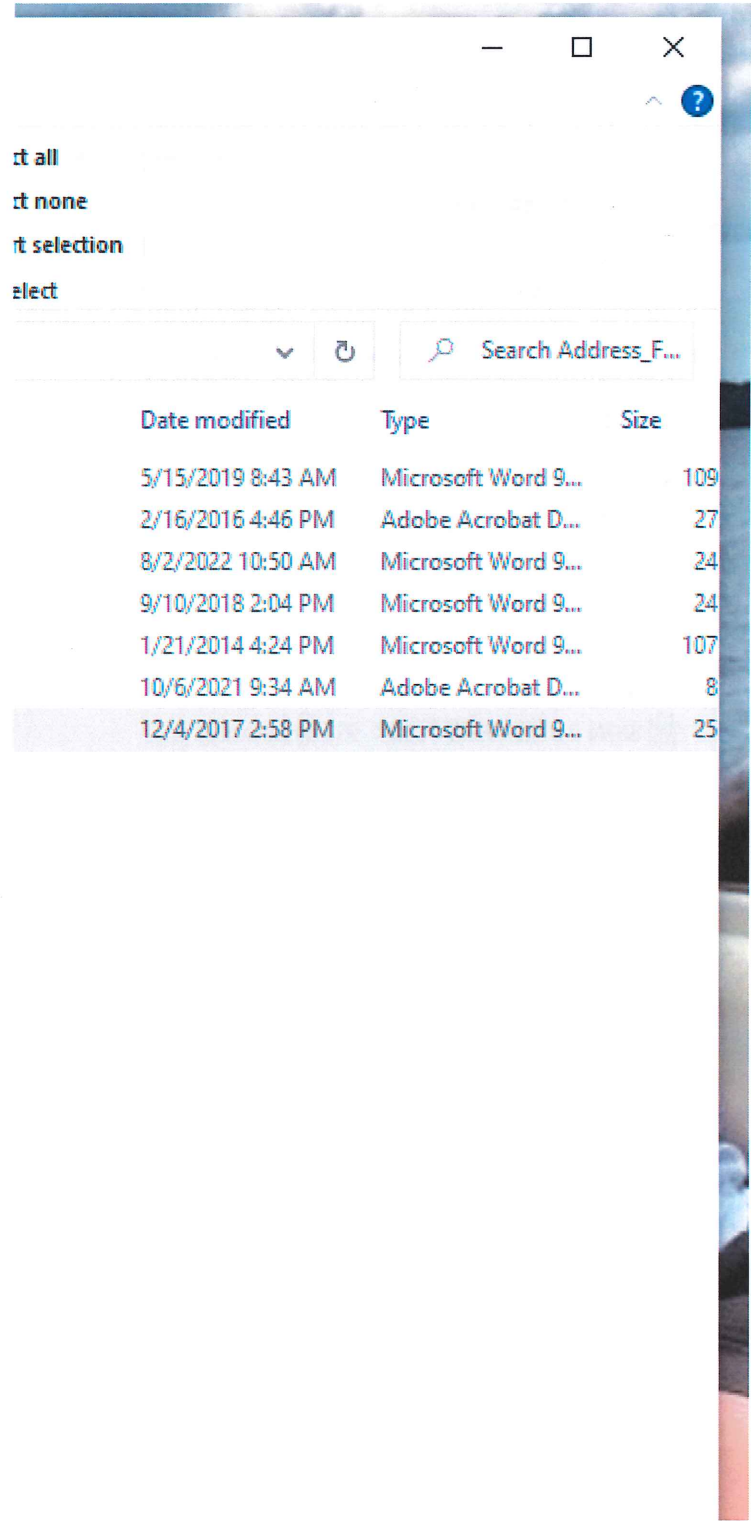 ct all
ct none
rt selection
elect
Search Address_F...
Date modified Type Size
5/15/2019 8:43 AM Microsoft Word 9... 109
2/16/2016 4:46 PM Adobe Acrobat D... 27
8/2/2022 10:50 AM Microsoft Word 9... 24
9/10/2018 2:04 PM Microsoft Word 9... 24
1/21/2014 4:24 PM Microsoft Word 9... 107
10/6/2021 9:34 AM Adobe Acrobat D... 8
12/4/2017 2:58 PM Microsoft Word 9... 25